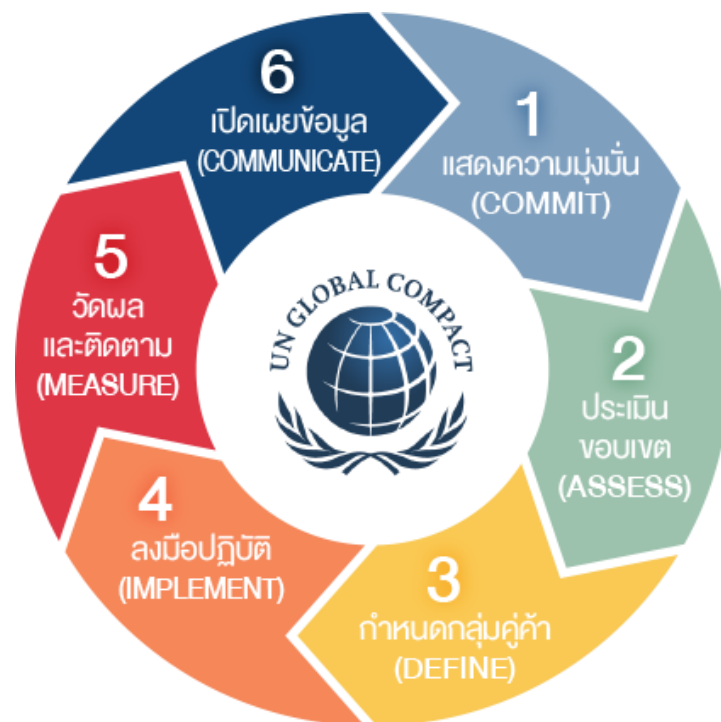 1
แสดงความมุ่งมั่น
(COMMIT)
2
ประเมิน
ขอบเขต
(ASSESS)
3
กำหนดกลุ่มคู่ค้า
(DEFINE)
4
ลงมือปฏิบัติ
(IMPLEMENT)
5
วัดผล
และติดตาม
(MEASURE)
6
เปิดเผยข้อมูล
(COMMUNICATE)
UN GLOBAL COMPACT